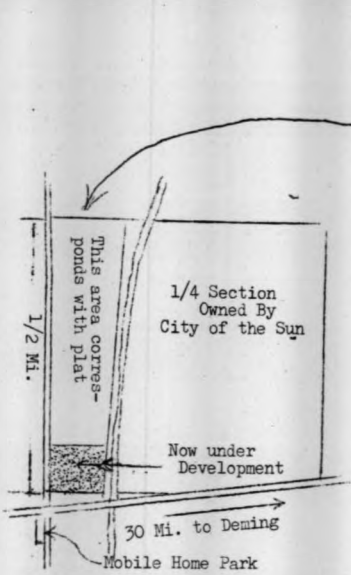 This area corres-
ponds with plat
1/4 Section
Owned By
City of the Sun
1/2 Mi.
Now under
Development
30 Mi. to Deming
Mobile Home Park